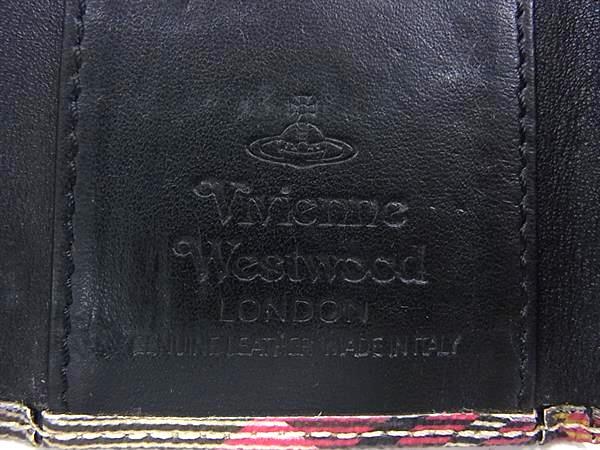 Vivienne
Westwood
LONDON
GENUINE LEATHER MADE IN ITALY